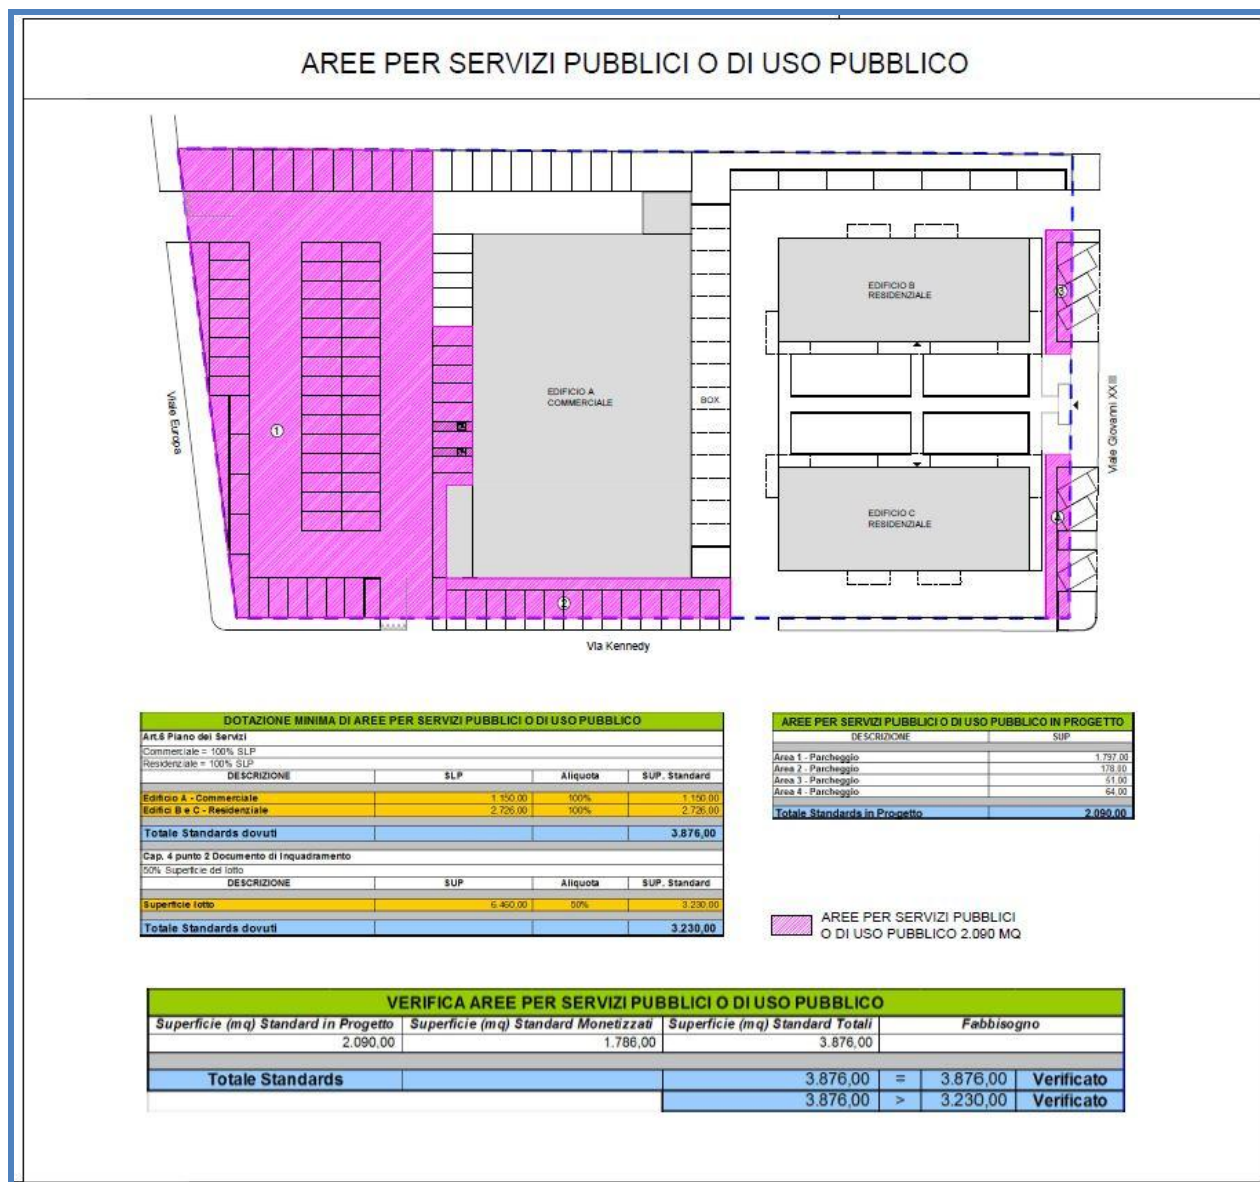 AREE PER SERVIZI PUBBLICI O DI USO PUBBLICO
EDIFICIO B
RESIDENZIALE
3
Viale Europa
1
EDIFICIO A
COMMERCIALE
BOX
Viale Giovanni XXIII
EDIFICIO C
RESIDENZIALE
4
2
Via Kennedy
DOTAZIONE MINIMA DI AREE PER SERVIZI PUBBLICI O DI USO PUBBLICO
Art.6 Piano dei Servizi
Commerciale = 100% SLP
Residenziale = 100% SLP
DESCRIZIONE SLP Aliquota SUP. Standard
Edificio A - Commerciale 1.150,00 100% 1.150,00
Edifici B e C - Residenziale 2.726,00 100% 2.726,00
Totale Standards dovuti 3.876,00
Cap. 4 punto 2 Documento di Inquadramento
50% Superficie del lotto
DESCRIZIONE SUP Aliquota SUP. Standard
Superficie lotto 6.460,00 50% 3.230,00
Totale Standards dovuti 3.230,00
AREE PER SERVIZI PUBBLICI O DI USO PUBBLICO IN PROGETTO
DESCRIZIONE SUP
Area 1 - Parcheggio 1.797,00
Area 2 - Parcheggio 178,00
Area 3 - Parcheggio 51,00
Area 4 - Parcheggio 64,00
Totale Standards in Progetto 2.090,00
AREE PER SERVIZI PUBBLICI
O DI USO PUBBLICO 2.090 MQ
VERIFICA AREE PER SERVIZI PUBBLICI O DI USO PUBBLICO
Superficie (mq) Standard in Progetto Superficie (mq) Standard Monetizzati Superficie (mq) Standard Totali Fabbisogno
2.090,00 1.786,00 3.876,00
Totale Standards 3.876,00 = 3.876,00 Verificato
3.876,00 > 3.230,00 Verificato